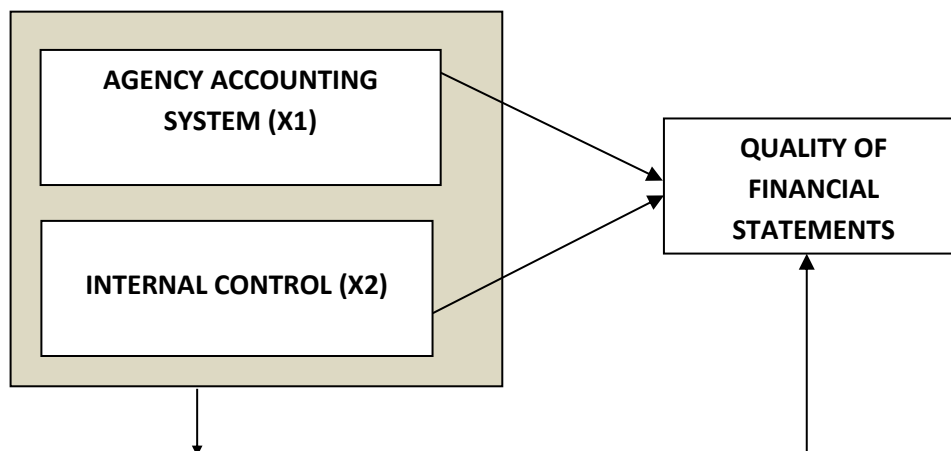 AGENCY ACCOUNTING
SYSTEM (X1)
QUALITY OF
FINANCIAL
STATEMENTS
INTERNAL CONTROL (X2)